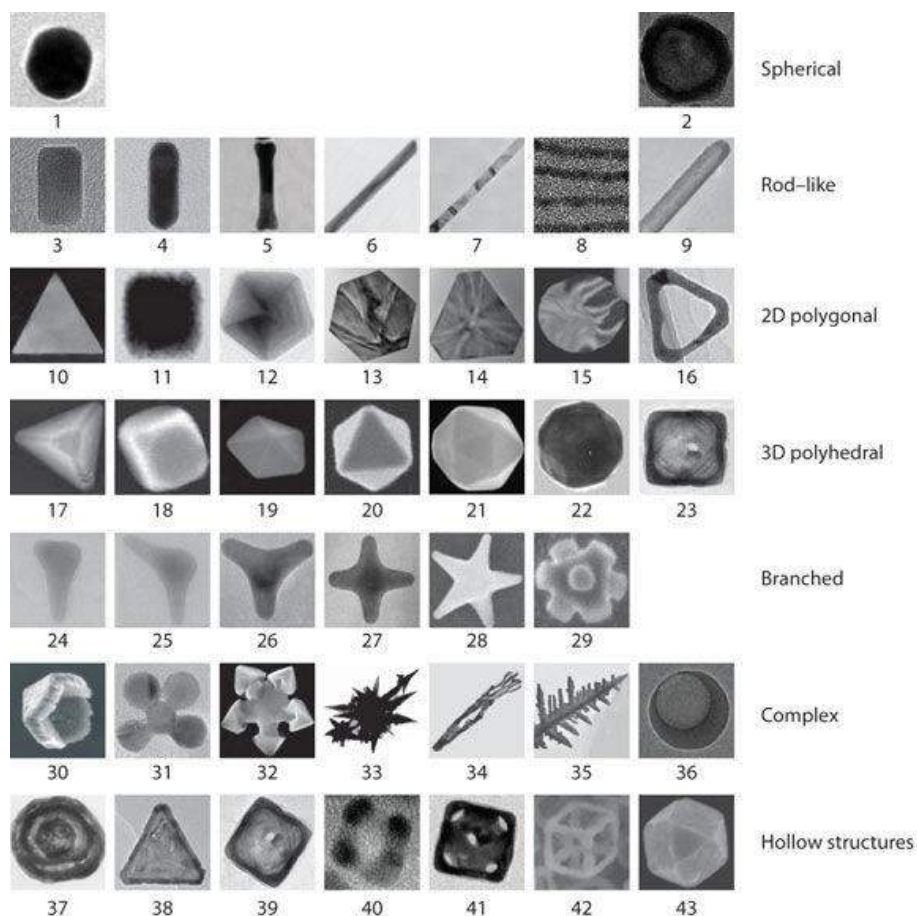 Spherical
1 2
Rod–like
3 4 5 6 7 8 9
2D polygonal
10 11 12 13 14 15 16
3D polyhedral
17 18 19 20 21 22 23
Branched
24 25 26 27 28 29
Complex
30 31 32 33 34 35 36
Hollow structures
37 38 39 40 41 42 43